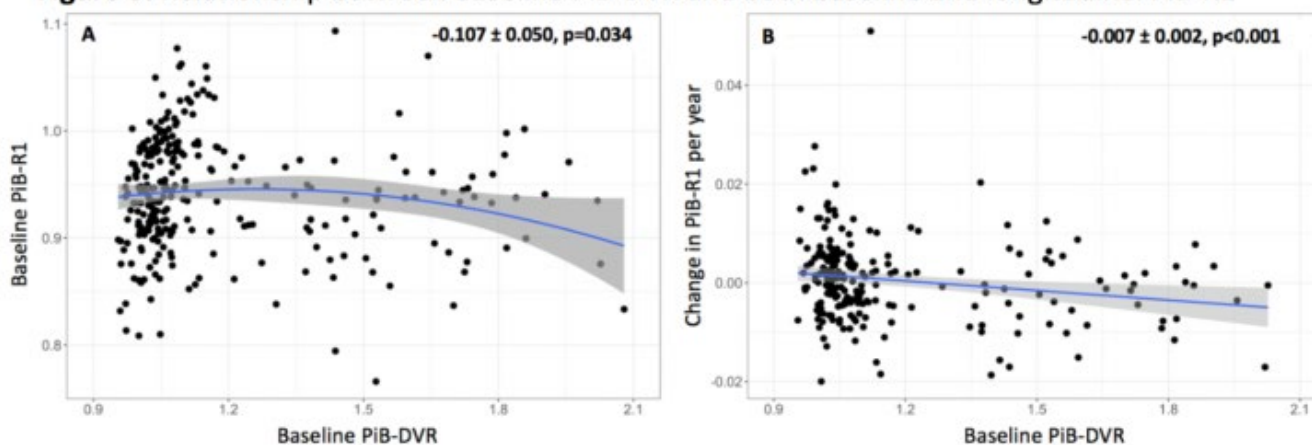 A
-0.107 ± 0.050, p=0.034
1.1
1.0
0.9
0.8
Baseline PiB-R1
0.9 1.2 1.5 1.8 2.1
Baseline PiB-DVR
B
-0.007 ± 0.002, p<0.001
0.04
0.02
0.00
-0.02
Change in PiB-R1 per year
0.9 1.2 1.5 1.8 2.1
Baseline PiB-DVR